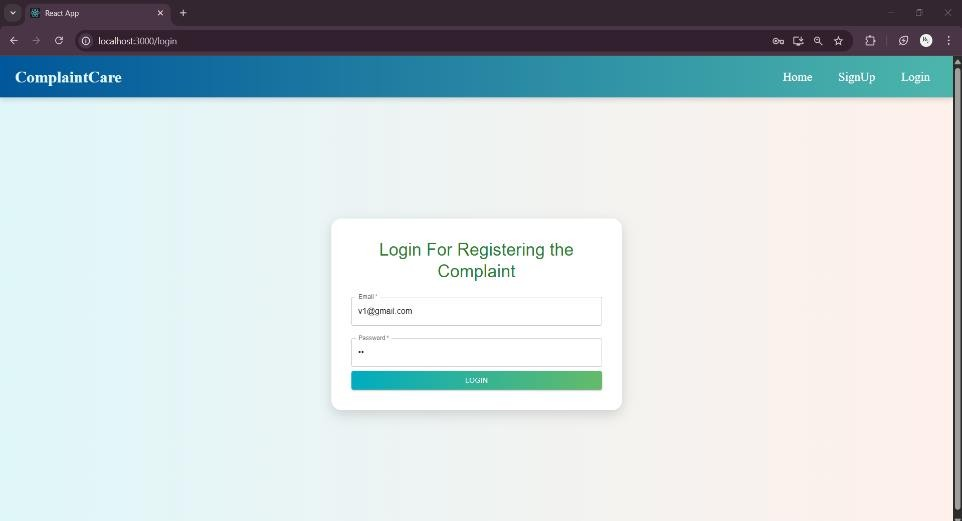 React App
localhost:3000/login
ComplaintCare
Home
SignUp
Login
Login For Registering the
Complaint
Email *
v1@gmail.com
Password *
••
LOGIN